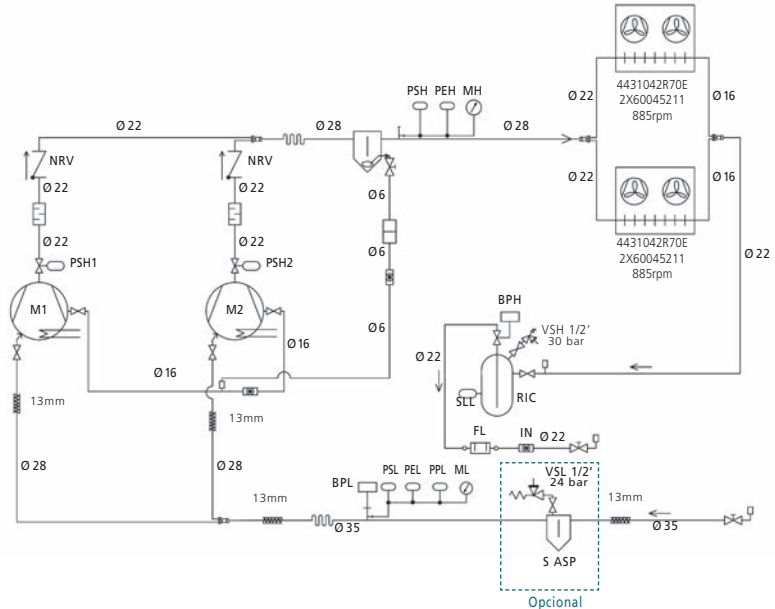 4431042R70E
2X60045211
885rpm
Ø 22
Ø 16
Ø 22
Ø 16
4431042R70E
2X60045211
885rpm
Ø 22
PSH PEH MH
Ø 22
Ø 28
Ø 28
NRV
NRV
Ø 22
Ø 22
Ø 6
Ø 22
Ø 22
Ø 6
PSH1
PSH2
M1
M2
Ø 6
Ø 16
Ø 16
BPH
VSH 1/2’
30 bar
Ø 22
SLL
RIC
FL
IN
Ø 22
13mm
13mm
Ø 28
Ø 28
13mm
BPL
PSL PEL PPL ML
Ø 35
VSL 1/2’
24 bar
S ASP
13mm
Ø 35
Opcional